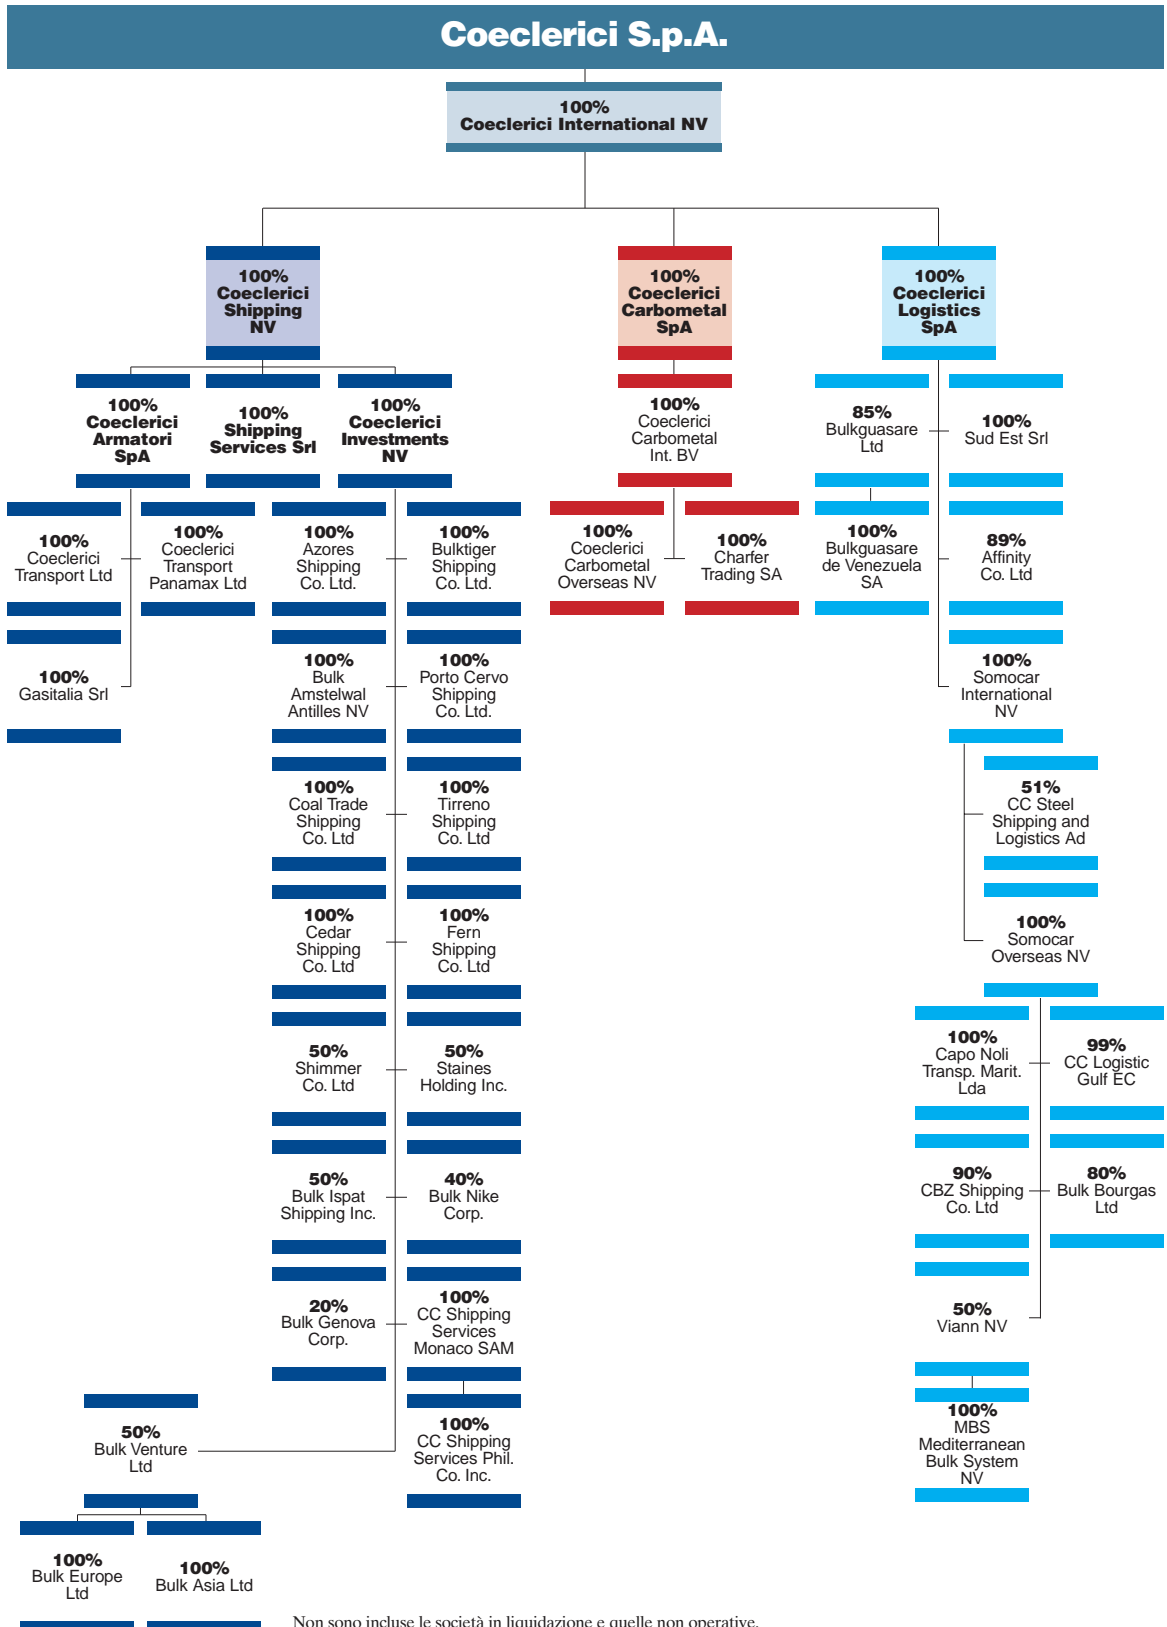 Coeclerici S.p.A.
100%
Coeclerici International NV
100%
Coeclerici
Shipping
NV
100%
Coeclerici
Carbometal
SpA
100%
Coeclerici
Logistics
SpA
100%
Coeclerici
Armatori
SpA
100%
Shipping
Services Srl
100%
Coeclerici
Investments
NV
100%
Coeclerici
Carbometal
Int. BV
85%
Bulkguasare
Ltd
100%
Sud Est Srl
100%
Coeclerici
Transport Ltd
100%
Coeclerici
Transport
Panamax Ltd
100%
Azores
Shipping
Co. Ltd.
100%
Bulktiger
Shipping
Co. Ltd.
100%
Coeclerici
Carbometal
Overseas NV
100%
Charfer
Trading SA
100%
Bulkguasare
de Venezuela
SA
89%
Affinity
Co. Ltd
100%
Gasitalia Srl
100%
Bulk
Amstelwal
Antilles NV
100%
Porto Cervo
Shipping
Co. Ltd.
100%
Somocar
International
NV
100%
Coal Trade
Shipping
Co. Ltd
100%
Tirreno
Shipping
Co. Ltd
51%
CC Steel
Shipping and
Logistics Ad
100%
Cedar
Shipping
Co. Ltd
100%
Fern
Shipping
Co. Ltd
100%
Somocar
Overseas NV
50%
Shimmer
Co. Ltd
50%
Staines
Holding Inc.
100%
Capo Noli
Transp. Marit.
Lda
99%
CC Logistic
Gulf EC
50%
Bulk Ispat
Shipping Inc.
40%
Bulk Nike
Corp.
90%
CBZ Shipping
Co. Ltd
80%
Bulk Bourgas
Ltd
20%
Bulk Genova
Corp.
100%
CC Shipping
Services
Monaco SAM
50%
Viann NV
50%
Bulk Venture
Ltd
100%
CC Shipping
Services Phil.
Co. Inc.
100%
MBS
Mediterranean
Bulk System
NV
100%
Bulk Europe
Ltd
100%
Bulk Asia Ltd
Non sono incluse le società in liquidazione e quelle non operative.